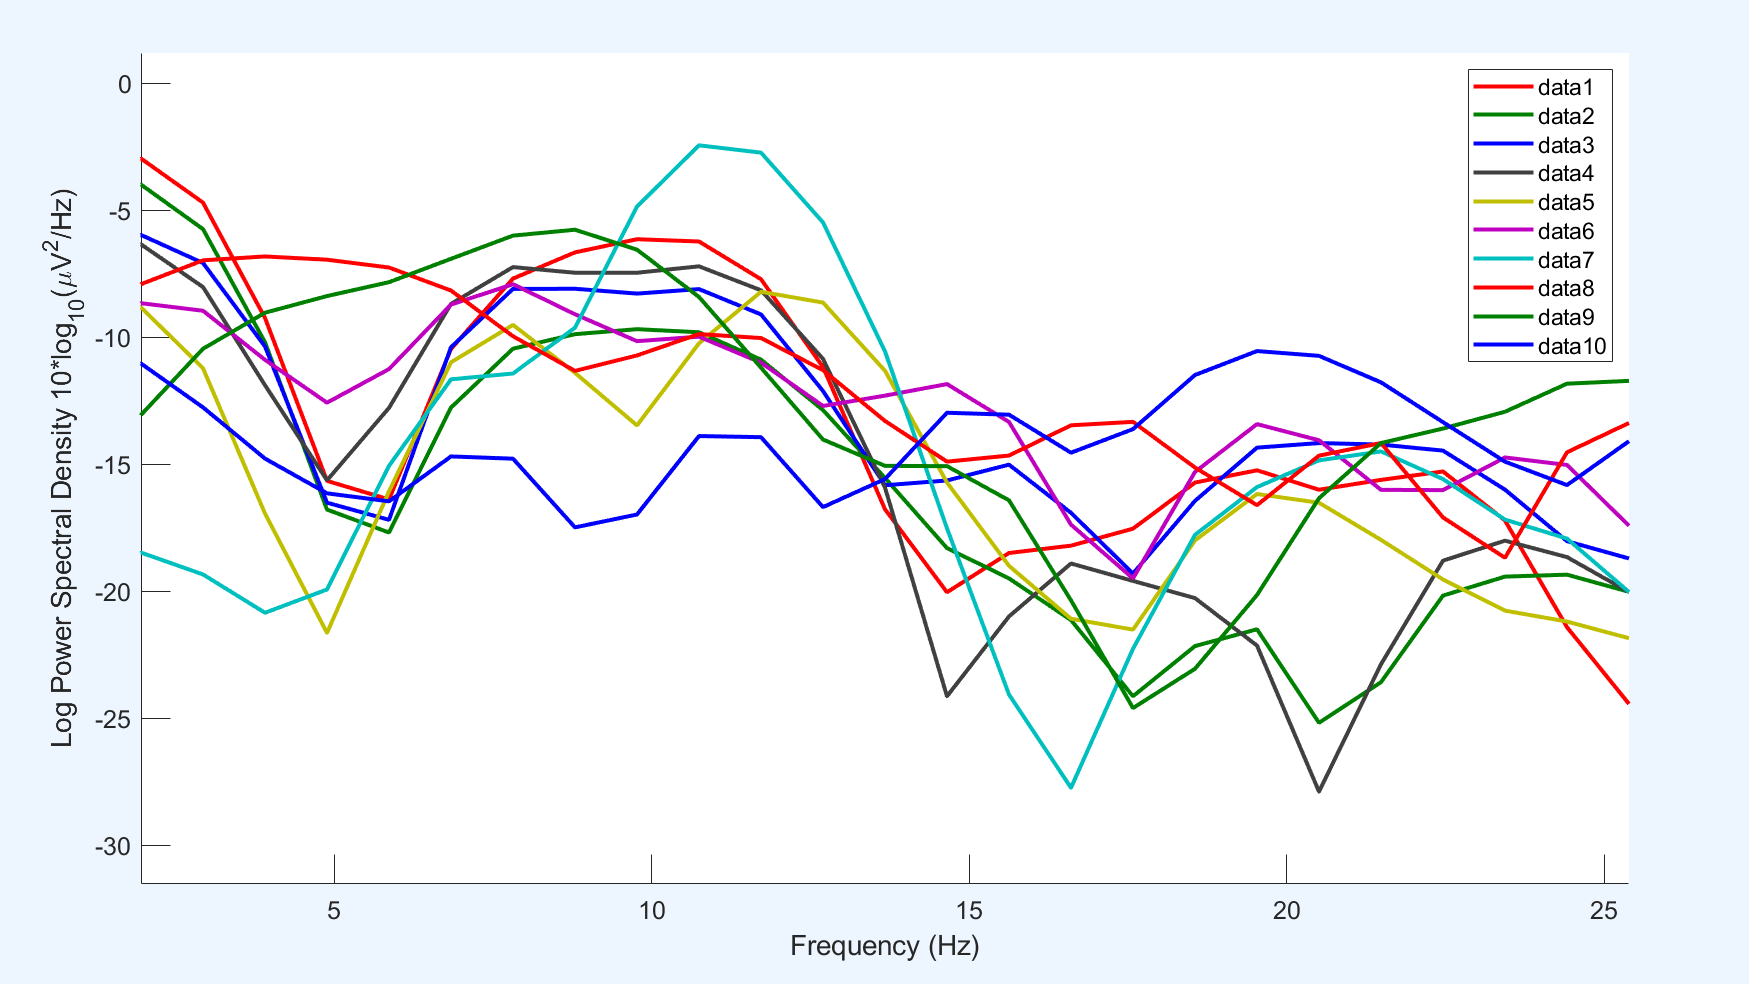 Log Power Spectral Density 10*log10(μV2/Hz)
0
-5
-10
-15
-20
-25
-30
5 10 15 20 25
Frequency (Hz)
data1
data2
data3
data4
data5
data6
data7
data8
data9
data10